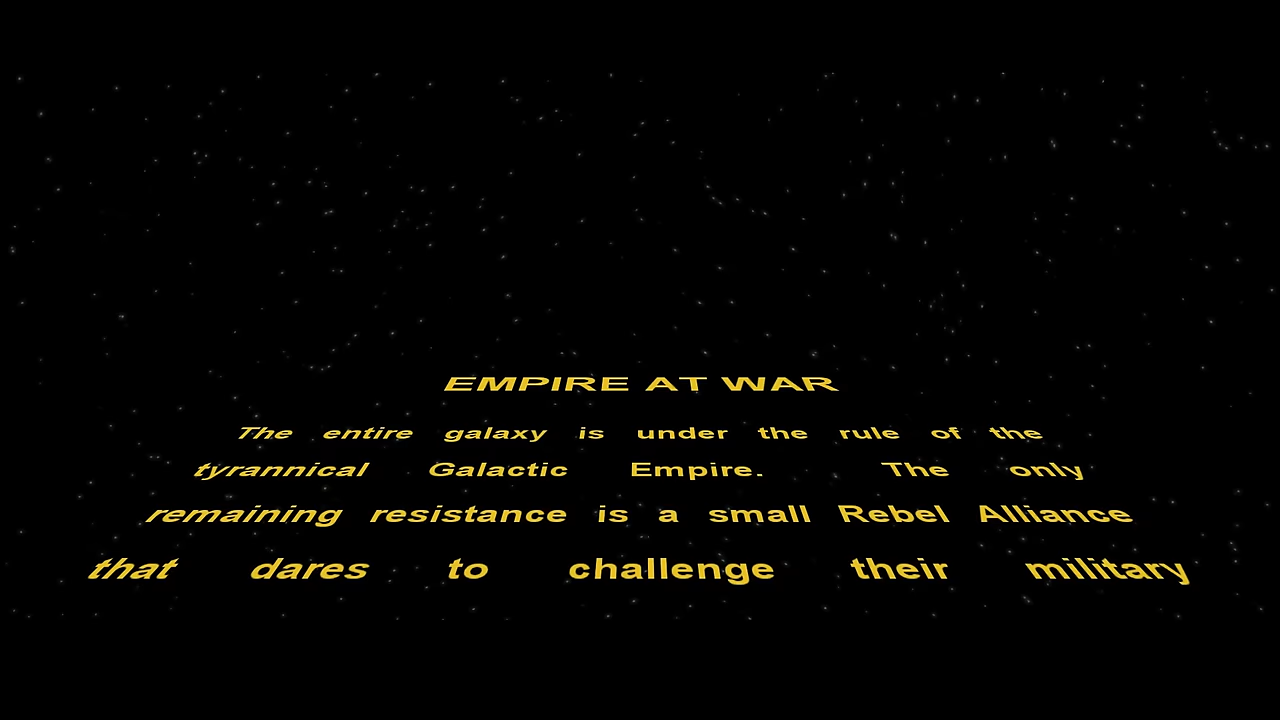 EMPIRE AT WAR
The entire galaxy is under the rule of the
tyrannical Galactic Empire. The only
remaining resistance is a small Rebel Alliance
that dares to challenge their military